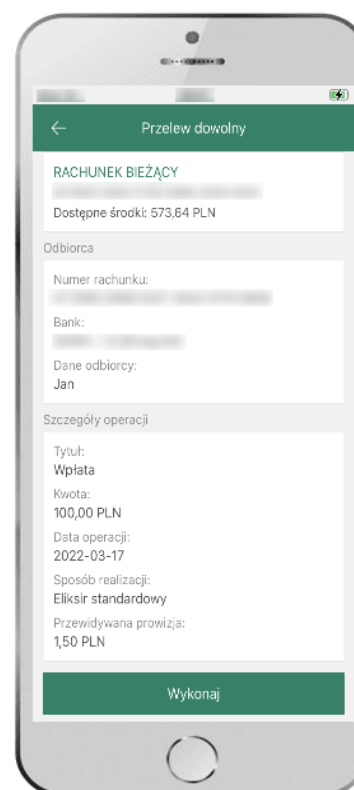 Przelew dowolny
RACHUNEK BIEŻĄCY
Dostępne środki: 573,64 PLN
Odbiorca
Numer rachunku:
Bank:
Dane odbiorcy:
Jan
Szczegóły operacji
Tytuł:
Wpłata
Kwota:
100,00 PLN
Data operacji:
2022-03-17
Sposób realizacji:
Eliksir standardowy
Przewidywana prowizja:
1,50 PLN
Wykonaj